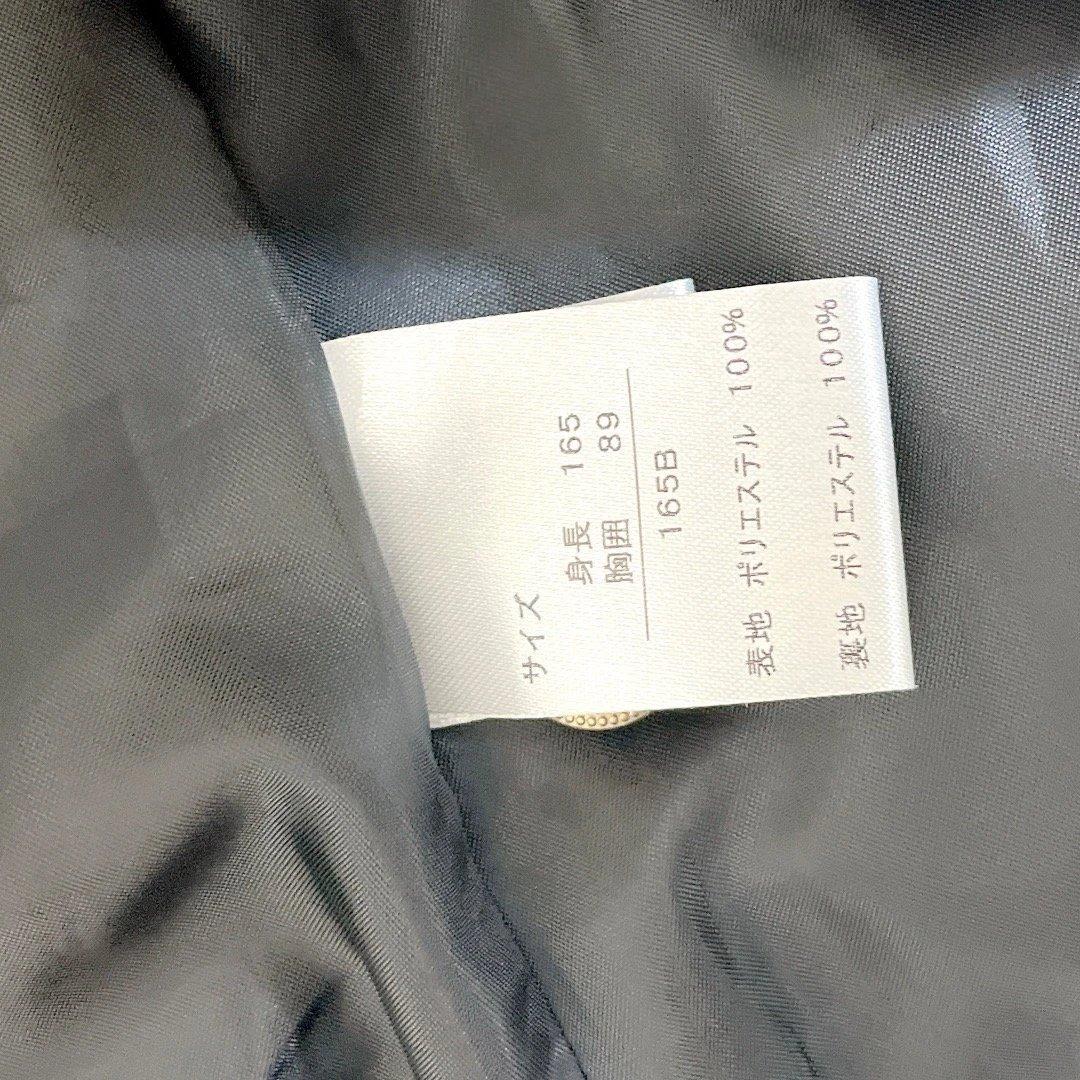 サイズ
身長 165
胸囲 89
165B
表地 ポリエステル 100%
裏地 ポリエステル 100%